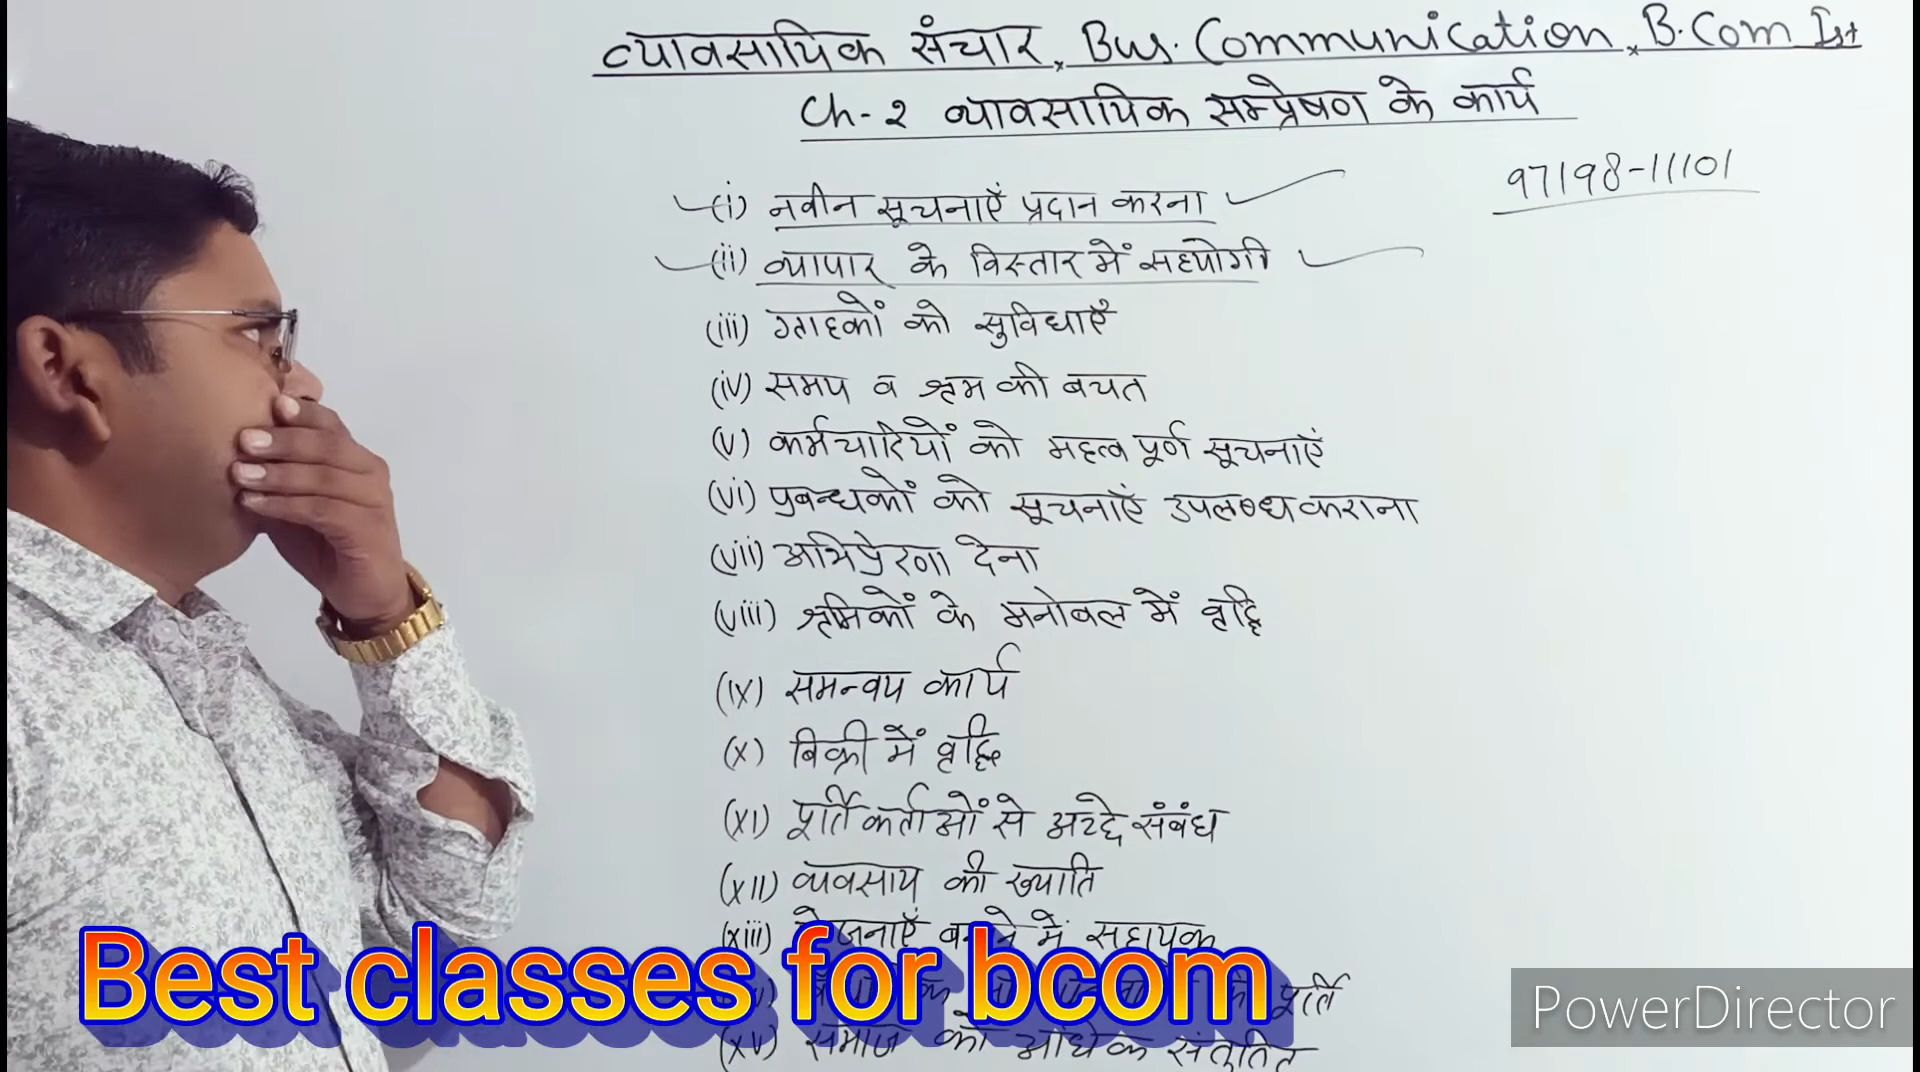 व्यावसायिक संचार, Bus. Communication, B.Com Ist
Ch-2 व्यावसायिक सम्प्रेषण के कार्य
97198-11101
(i) नवीन सूचनाएँ प्रदान करना
(ii) व्यापार के विस्तार में सहयोगी
(iii) ग्राहकों को सुविधाएँ
(iv) समय व श्रम की बचत
(v) कर्मचारियों को महत्वपूर्ण सूचनाएं
(vi) प्रबन्धकों को सूचनाएं उपलब्ध कराना
(vii) अभिप्रेरणा देना
(viii) श्रमिकों के मनोबल में वृद्धि
(ix) समन्वय कार्य
(x) बिक्री में वृद्धि
(xi) पूर्तिकर्ताओं से अच्छे संबंध
(xii) व्यवसाय की ख्याति
(xiii) में सहायक
की पूर्ति
(xv) समाज को
Best classes for bcom
PowerDirector